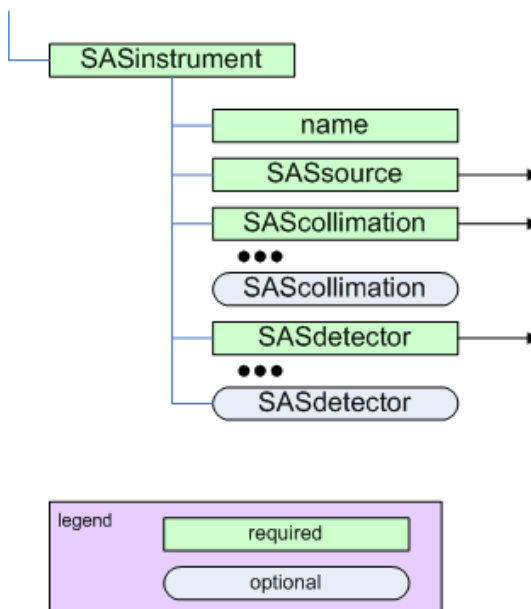 SASinstrument
name
SASsource
SAScollimation
SAScollimation
SASdetector
SASdetector
legend
required
optional